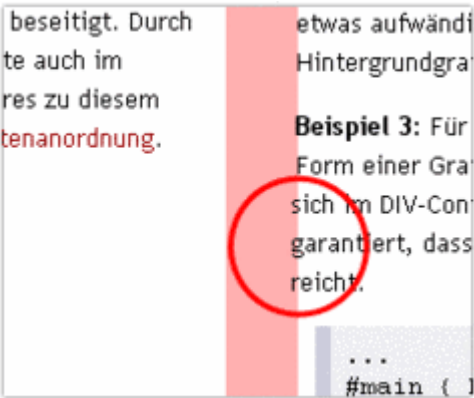 beseitigt. Durch
te auch im
res zu diesem
tenanordnung.
etwas aufwändi
Hintergrundgra
Beispiel 3: Für
Form einer Gra
sich im DIV-Con
garantiert, dass
reicht.
...
#main {